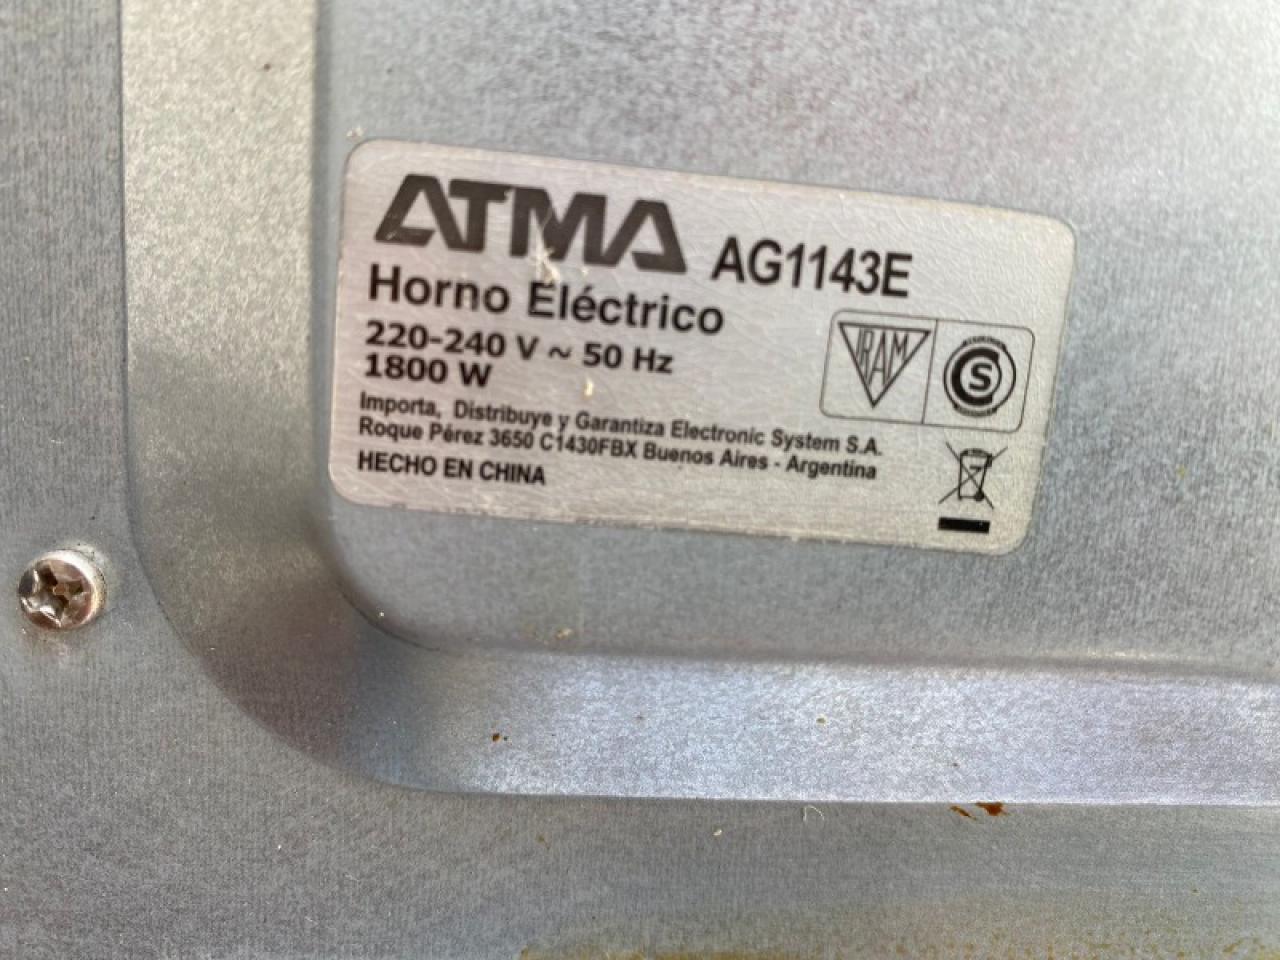 ATMA AG1143E
Horno Eléctrico
220-240 V ~ 50 Hz
1800 W
IRAM
S
Importa, Distribuye y Garantiza Electronic System S.A.
Roque Pérez 3650 C1430FBX Buenos Aires - Argentina
HECHO EN CHINA